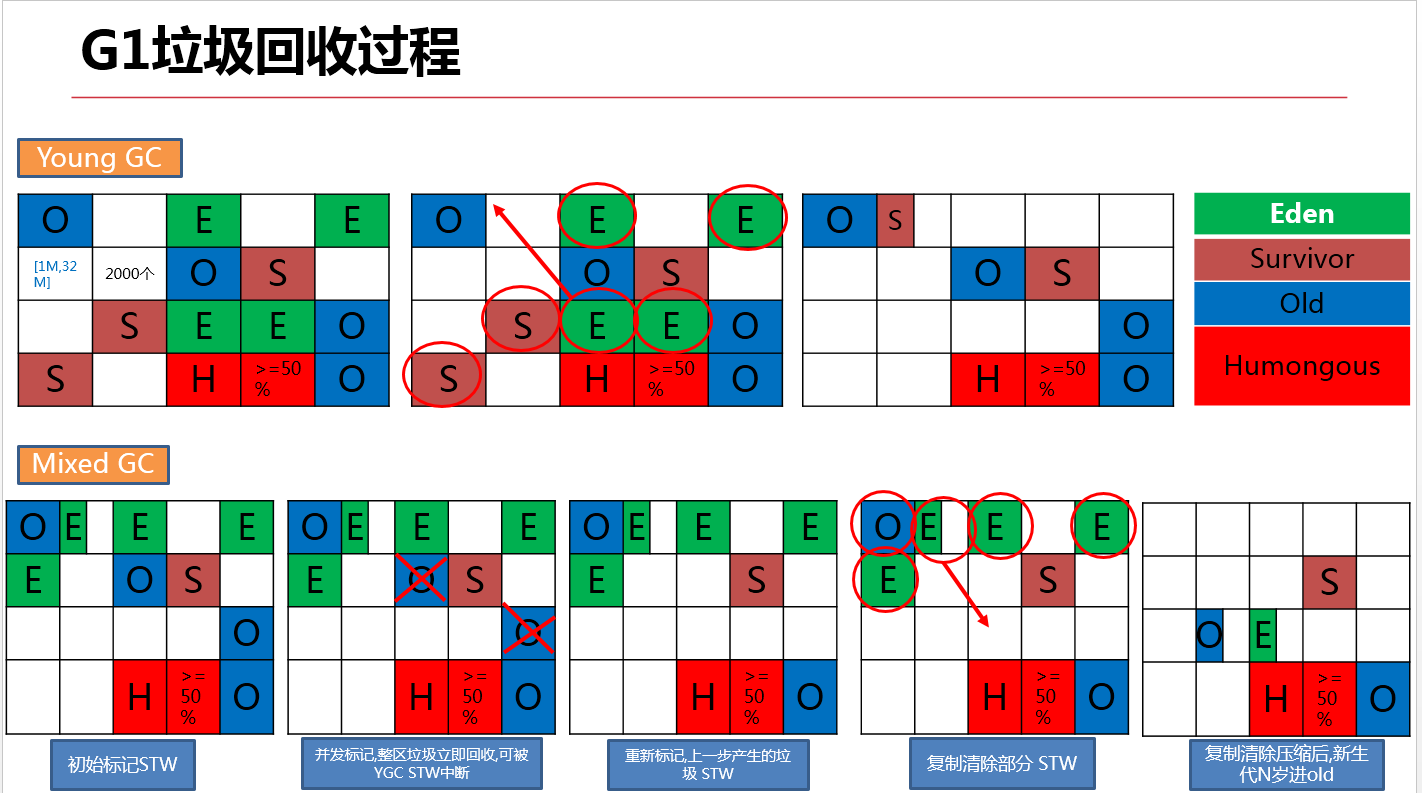 G1垃圾回收过程
Young GC
O E E
[1M,32
M]
2000个 O S
S E E O
S H >=50
% O
O E E
O S
S E E O
S H >=50
% O
O S
O S
O
H >=50
% O
Eden
Survivor
Old
Humongous
Mixed GC
O E E E
E O S
O
H >=
50
% O
O E E E
E O S
O
H >=
50
% O
O E E E
E S
H >=
50
% O
O E E E
E S
H >=
50
% O
S
O E
H >=
50
% O
初始标记STW
并发标记,整区垃圾立即回收,可被
YGC STW中断
重新标记,上一步产生的垃
圾 STW
复制清除部分 STW
复制清除压缩后,新生
代N岁进old